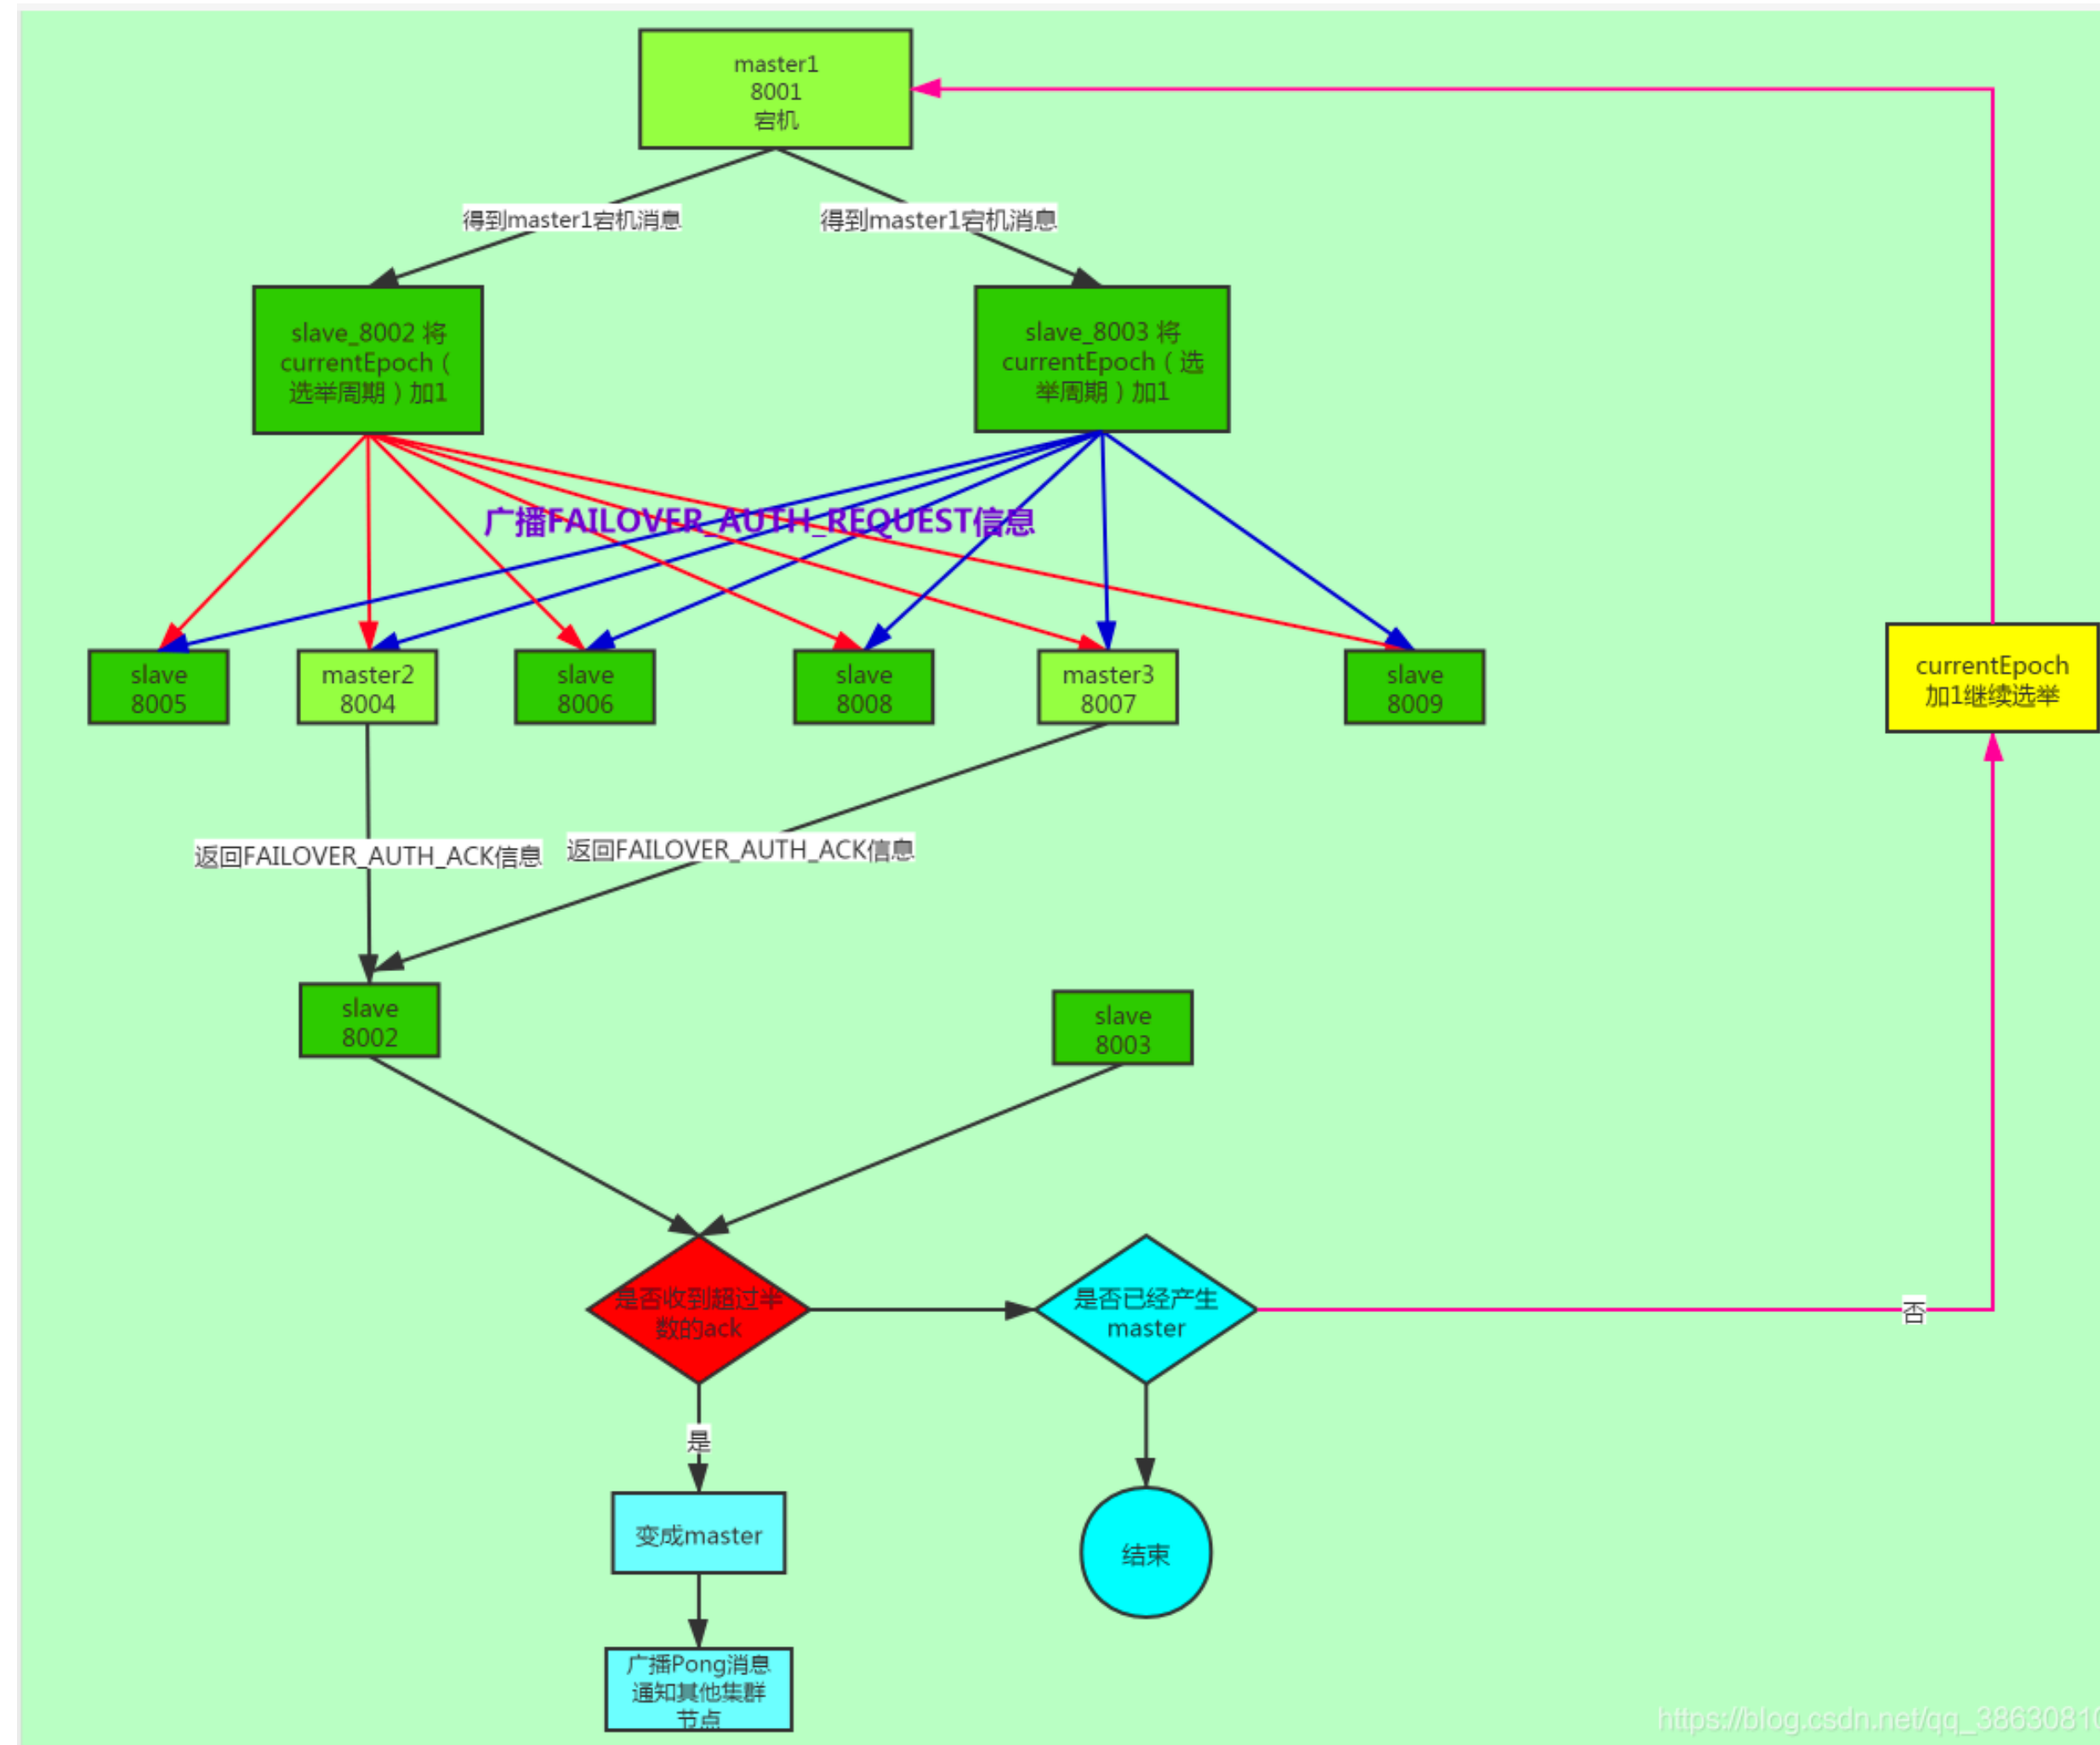 master1
8001
宕机
得到master1宕机消息
得到master1宕机消息
slave_8002 将
currentEpoch（
选举周期）加1
slave_8003 将
currentEpoch（选
举周期）加1
广播FAILOVER_AUTH_REQUEST信息
slave
8005
master2
8004
slave
8006
slave
8008
master3
8007
slave
8009
currentEpoch
加1继续选举
返回FAILOVER_AUTH_ACK信息
返回FAILOVER_AUTH_ACK信息
slave
8002
slave
8003
是否收到超过半
数的ack
是否已经产生
master
否
是
变成master
结束
广播Pong消息
通知其他集群
节点
https://blog.csdn.net/qq_3863081